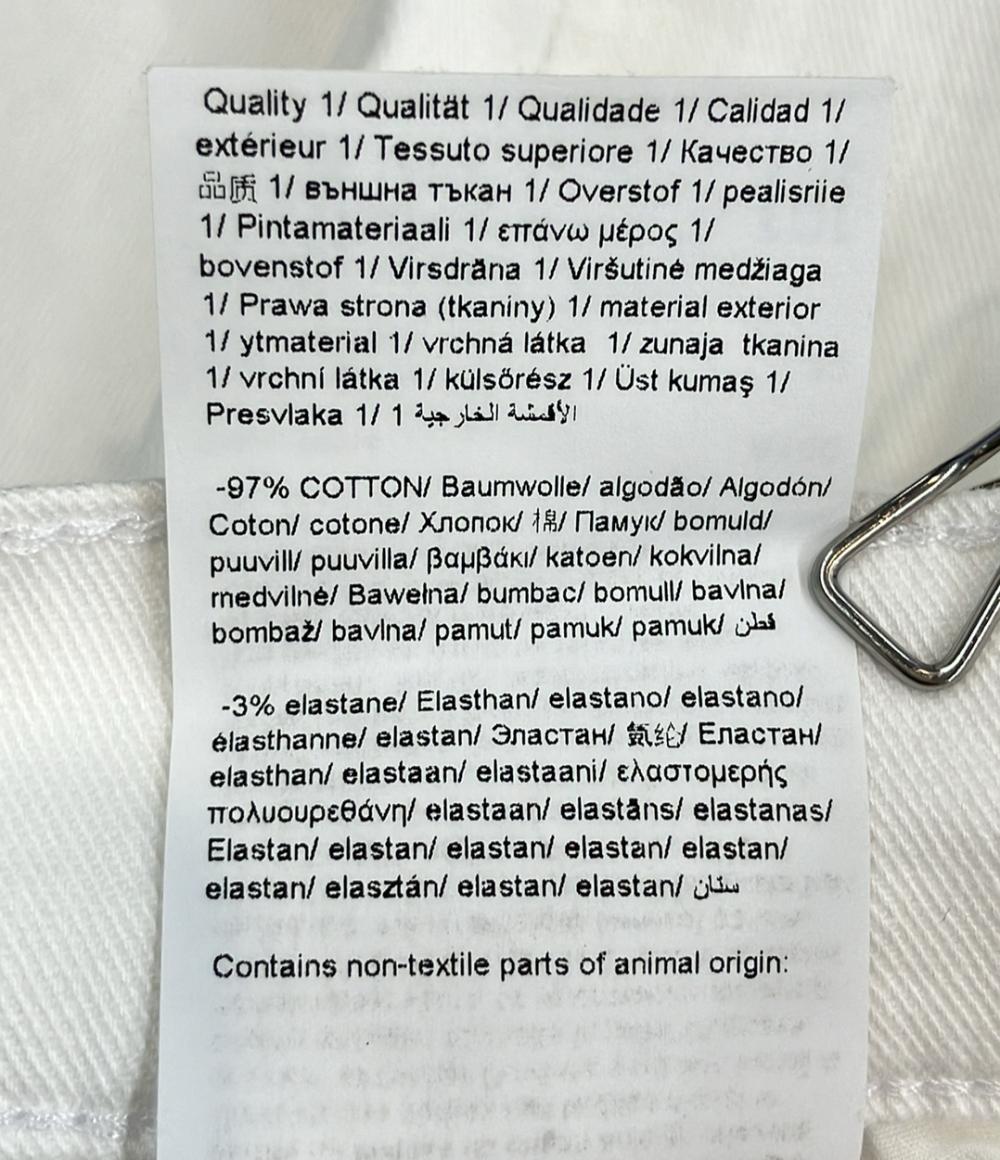 Quality 1/ Qualität 1/ Qualidade 1/ Calidad 1/
extérieur 1/ Tessuto superiore 1/ Качество 1/
品质 1/ външна тъкан 1/ Overstof 1/ pealisriie
1/ Pintamateriaali 1/ επάνω μέρος 1/
bovenstof 1/ Virsdrāna 1/ Viršutinė medžiaga
1/ Prawa strona (tkaniny) 1/ material exterior
1/ ytmaterial 1/ vrchná látka 1/ zunaja tkanina
1/ vrchní látka 1/ külsőrész 1/ Üst kumaş 1/
Presvlaka 1/ 1 الأقمشة الخارجية
-97% COTTON/ Baumwolle/ algodão/ Algodón/
Coton/ cotone/ Хлопок/ 棉/ Памук/ bomuld/
puuvill/ puuvilla/ βαμβάκι/ katoen/ kokvilna/
medvilnė/ Bawełna/ bumbac/ bomull/ bavlna/
bombaž/ bavlna/ pamut/ pamuk/ pamuk/ قطن
-3% elastane/ Elasthan/ elastano/ elastano/
élasthanne/ elastan/ Эластан/ 氨纶/ Еластан/
elasthan/ elastaan/ elastaani/ ελαστομερής
πολυουρεθάνη/ elastaan/ elastāns/ elastanas/
Elastan/ elastan/ elastan/ elastan/ elastan/
elastan/ elasztán/ elastan/ elastan/ ستان
Contains non-textile parts of animal origin: